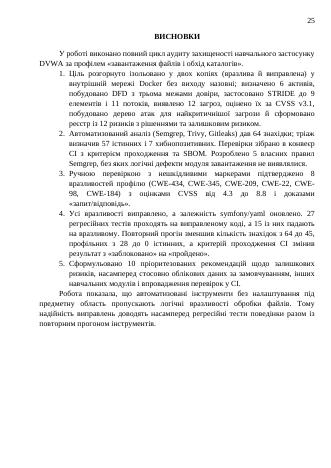 25
ВИСНОВКИ
У роботі виконано повний цикл аудиту захищеності навчального застосунку
DVWA за профілем «завантаження файлів і обхід каталогів».
1. Ціль розгорнуто ізольовано у двох копіях (вразлива й виправлена) у
внутрішній мережі Docker без виходу назовні; визначено 6 активів,
побудовано DFD з трьома межами довіри, застосовано STRIDE до 9
елементів і 11 потоків, виявлено 12 загроз, оцінено їх за CVSS v3.1,
побудовано дерево атак для найкритичнішої загрози й сформовано
реєстр із 12 ризиків з рішеннями та залишковим ризиком.
2. Автоматизований аналіз (Semgrep, Trivy, Gitleaks) дав 64 знахідки; тріаж
визначив 57 істинних і 7 хибнопозитивних. Перевірки зібрано в конвеєр
CI з критерієм проходження та SBOM. Розроблено 5 власних правил
Semgrep, без яких логічні дефекти модуля завантаження не виявлялися.
3. Ручною перевіркою з нешкідливими маркерами підтверджено 8
вразливостей профілю (CWE-434, CWE-345, CWE-209, CWE-22, CWE-
98, CWE-184) з оцінками CVSS від 4.3 до 8.8 і доказами
«запит/відповідь».
4. Усі вразливості виправлено, а залежність symfony/yaml оновлено. 27
регресійних тестів проходять на виправленому коді, а 15 із них падають
на вразливому. Повторний прогін зменшив кількість знахідок з 64 до 45,
профільних з 28 до 0 істинних, а критерій проходження CI змінив
результат з «заблоковано» на «пройдено».
5. Сформульовано 10 пріоритезованих рекомендацій щодо залишкових
ризиків, насамперед стосовно облікових даних за замовчуванням, інших
навчальних модулів і впровадження перевірок у CI.
Робота показала, що автоматизовані інструменти без налаштування під
предметну область пропускають логічні вразливості обробки файлів. Тому
надійність виправлень доводять насамперед регресійні тести поведінки разом із
повторним прогоном інструментів.